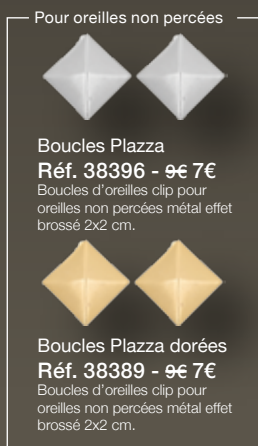 Pour oreilles non percées
Boucles Plazza
Réf. 38396 - 9€ 7€
Boucles d'oreilles clip pour
oreilles non percées métal effet
brossé 2x2 cm.
Boucles Plazza dorées
Réf. 38389 - 9€ 7€
Boucles d'oreilles clip pour
oreilles non percées métal effet
brossé 2x2 cm.